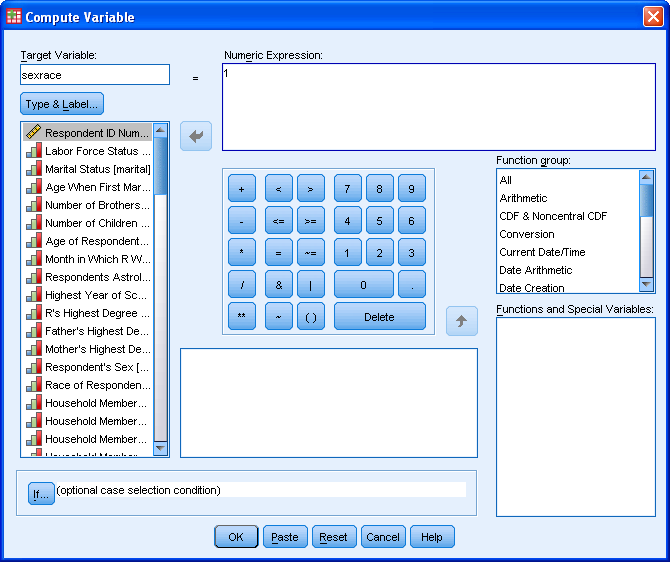 Compute Variable
Target Variable:
sexrace
=
Numeric Expression:
1
Type & Label...
Respondent ID Num...
Labor Force Status ...
Marital Status [marital]
Age When First Mar...
Number of Brothers...
Number of Children ...
Age of Respondent...
Month in Which R W...
Respondents Astrol...
Highest Year of Sc...
R's Highest Degree ...
Father's Highest De...
Mother's Highest De...
Respondent's Sex [...
Race of Responden...
Household Member...
Household Member...
Household Member...
Household Member...
+ < > 7 8 9
- <= >= 4 5 6
* = ~= 1 2 3
/ & | 0 .
** ~ ( ) Delete
Function group:
All
Arithmetic
CDF & Noncentral CDF
Conversion
Current Date/Time
Date Arithmetic
Date Creation
Functions and Special Variables:
If... (optional case selection condition)
OK Paste Reset Cancel Help